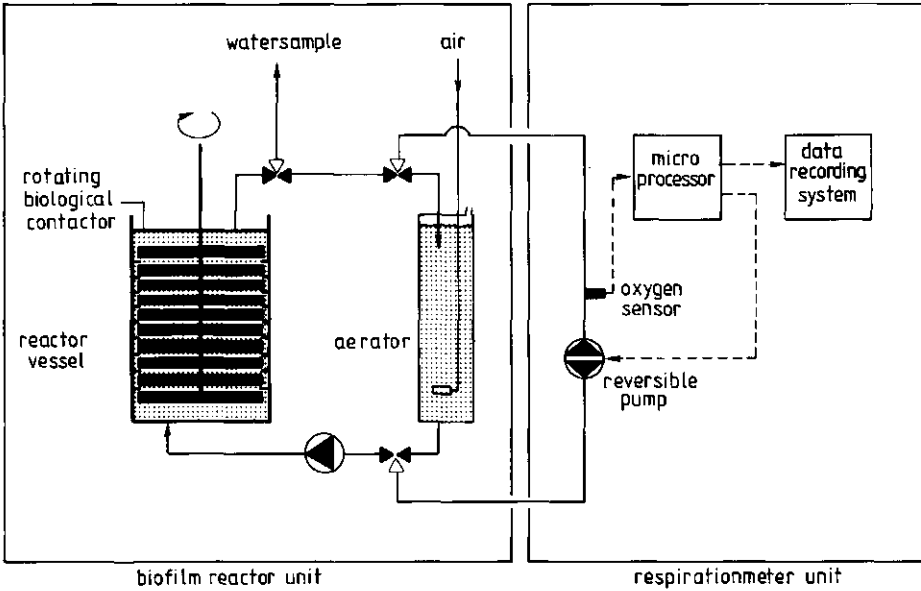 watersample
air
rotating
biological
contactor
reactor
vessel
aerator
micro
processor
data
recording
system
oxygen
sensor
reversible
pump
biofilm reactor unit
respirationmeter unit